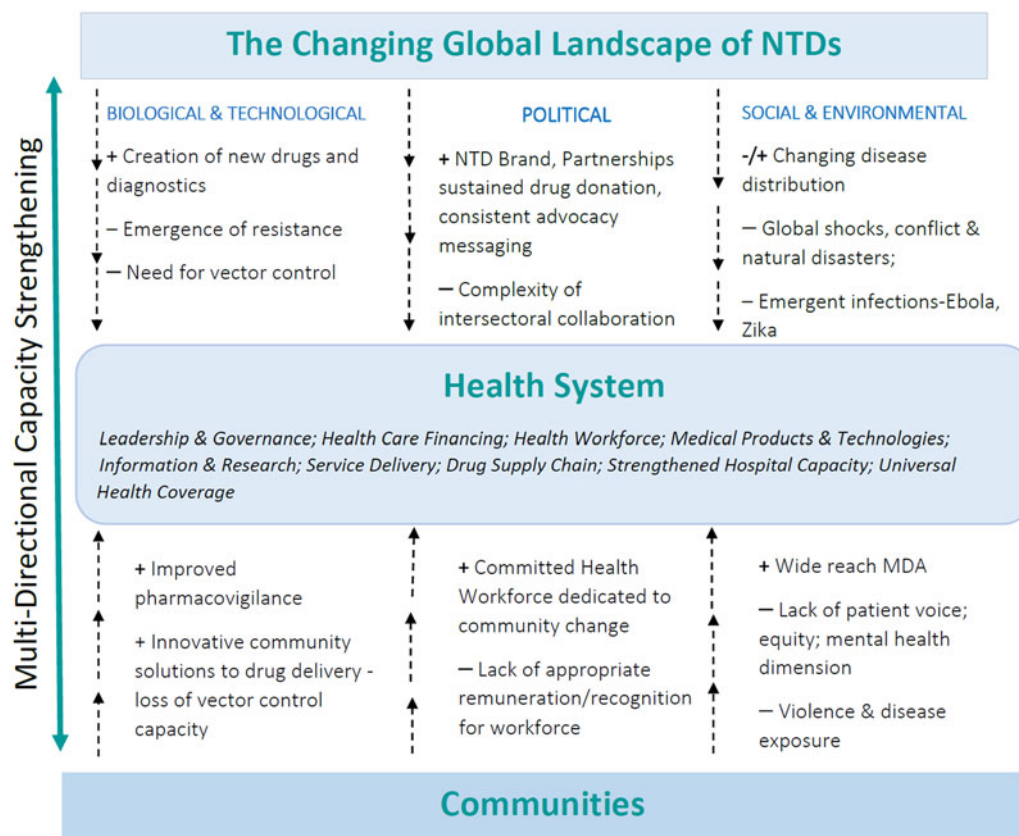 The Changing Global Landscape of NTDs
Multi-Directional Capacity Strengthening
BIOLOGICAL & TECHNOLOGICAL
+ Creation of new drugs and
diagnostics
– Emergence of resistance
– Need for vector control
POLITICAL
+ NTD Brand, Partnerships
sustained drug donation,
consistent advocacy
messaging
– Complexity of
intersectoral collaboration
SOCIAL & ENVIRONMENTAL
-/+ Changing disease
distribution
– Global shocks, conflict &
natural disasters;
– Emergent infections-Ebola,
Zika
Health System
Leadership & Governance; Health Care Financing; Health Workforce; Medical Products & Technologies;
Information & Research; Service Delivery; Drug Supply Chain; Strengthened Hospital Capacity; Universal
Health Coverage
+ Improved
pharmacovigilance
+ Innovative community
solutions to drug delivery -
loss of vector control
capacity
+ Committed Health
Workforce dedicated to
community change
– Lack of appropriate
remuneration/recognition
for workforce
+ Wide reach MDA
– Lack of patient voice;
equity; mental health
dimension
– Violence & disease
exposure
Communities